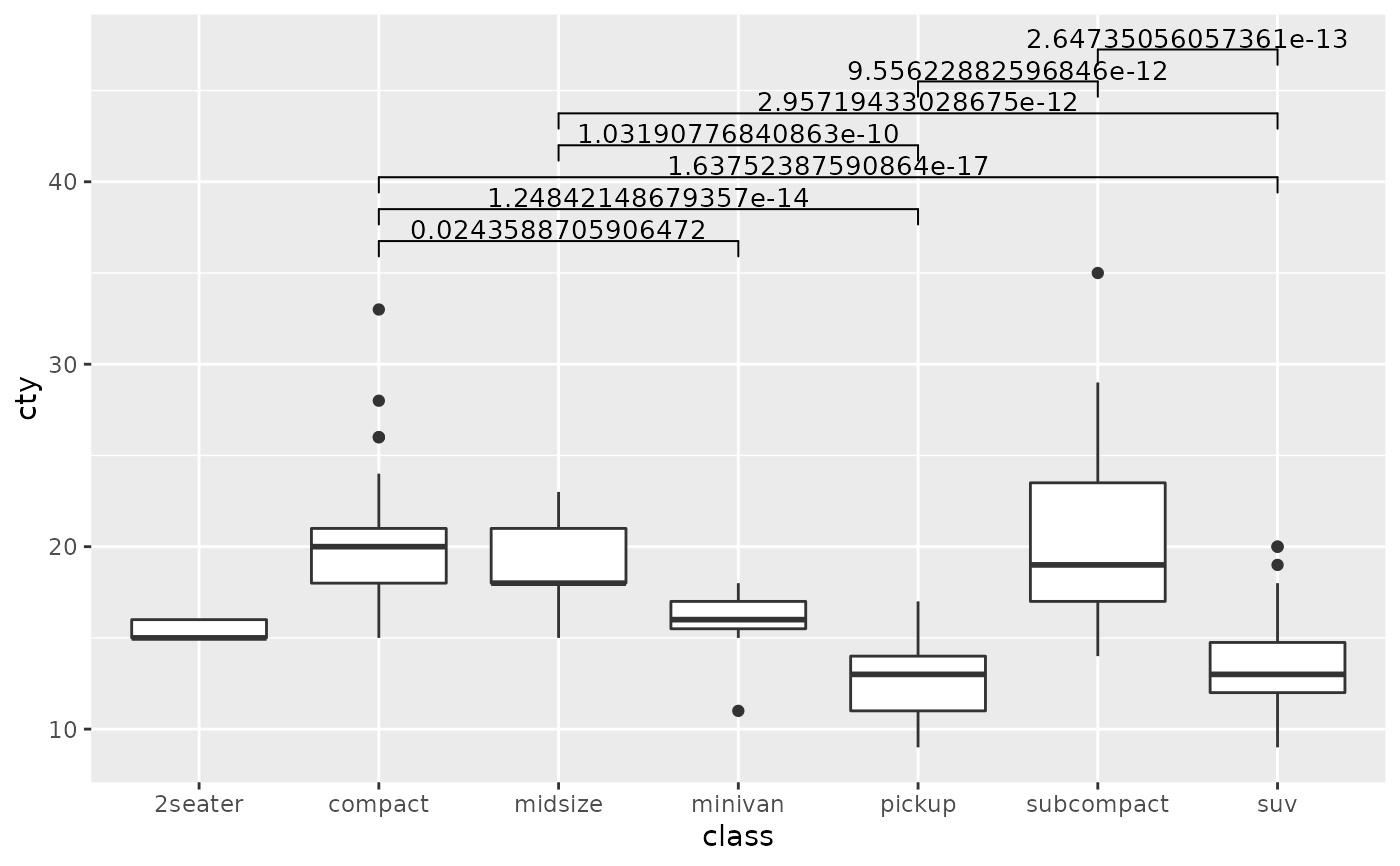 2.64735056057361e-13
9.55622882596846e-12
2.95719433028675e-12
1.03190776840863e-10
1.63752387590864e-17
1.24842148679357e-14
0.0243588705906472
40
30
20
10
cty
2seater compact midsize minivan pickup subcompact suv
class